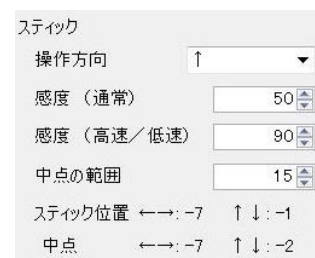 スティック
操作方向 ↑
感度（通常） 50
感度（高速／低速） 90
中点の範囲 15
スティック位置 ←→: -7 ↑↓: -1
中点 ←→: -7 ↑↓: -2